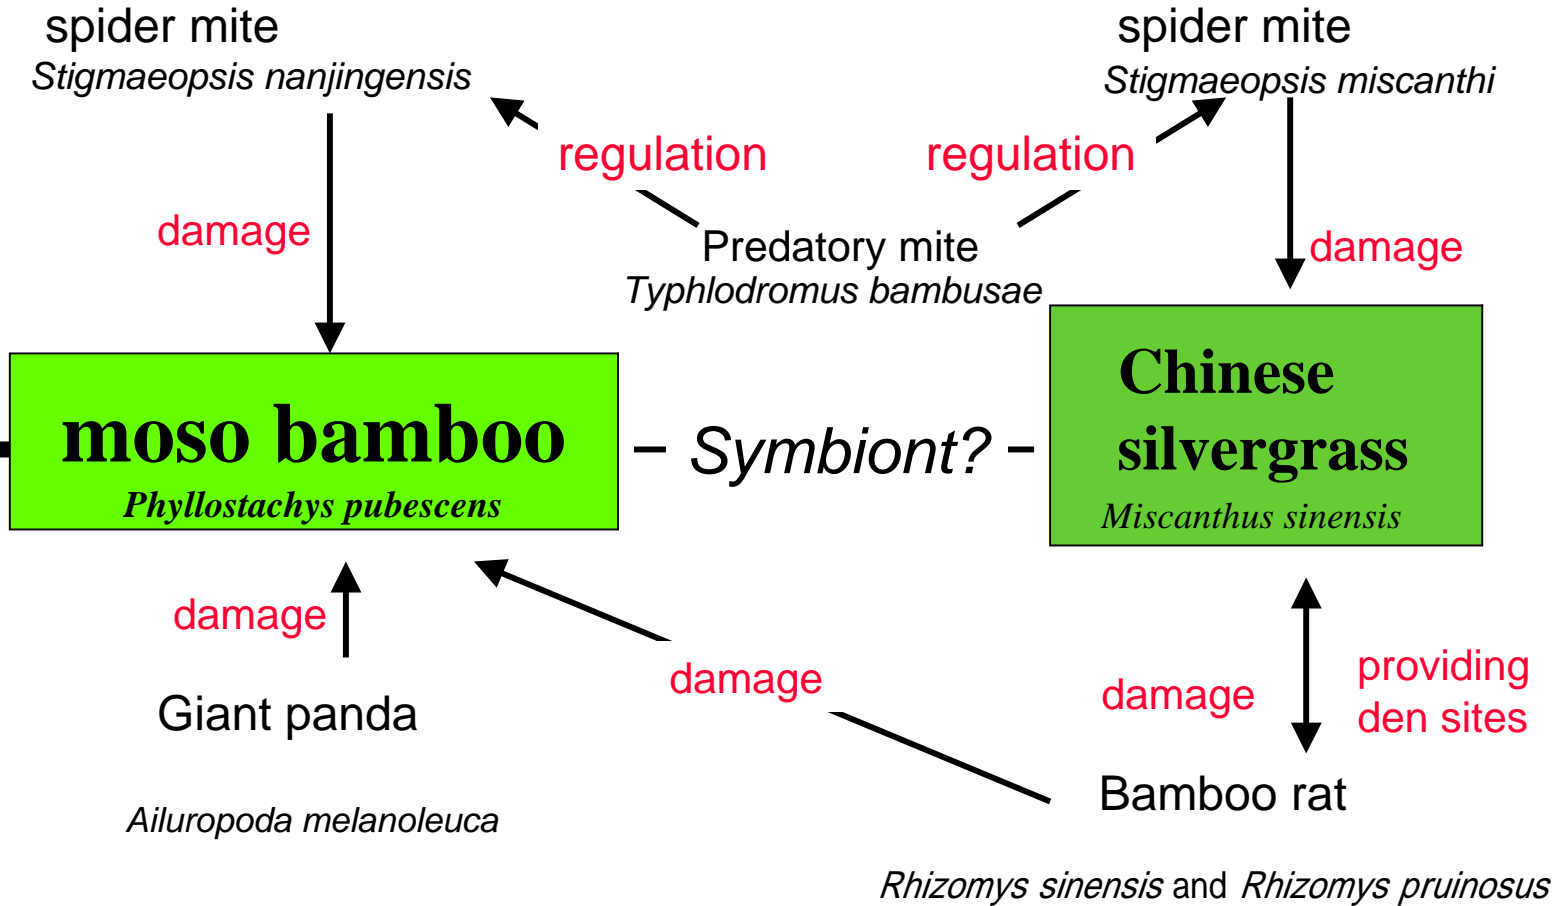 spider mite
Stigmaeopsis nanjingensis
spider mite
Stigmaeopsis miscanthi
regulation
regulation
damage
Predatory mite
Typhlodromus bambusae
damage
moso bamboo
Phyllostachys pubescens
– Symbiont? –
Chinese
silvergrass
Miscanthus sinensis
damage
Giant panda
Ailuropoda melanoleuca
damage
damage
providing
den sites
Bamboo rat
Rhizomys sinensis and Rhizomys pruinosus